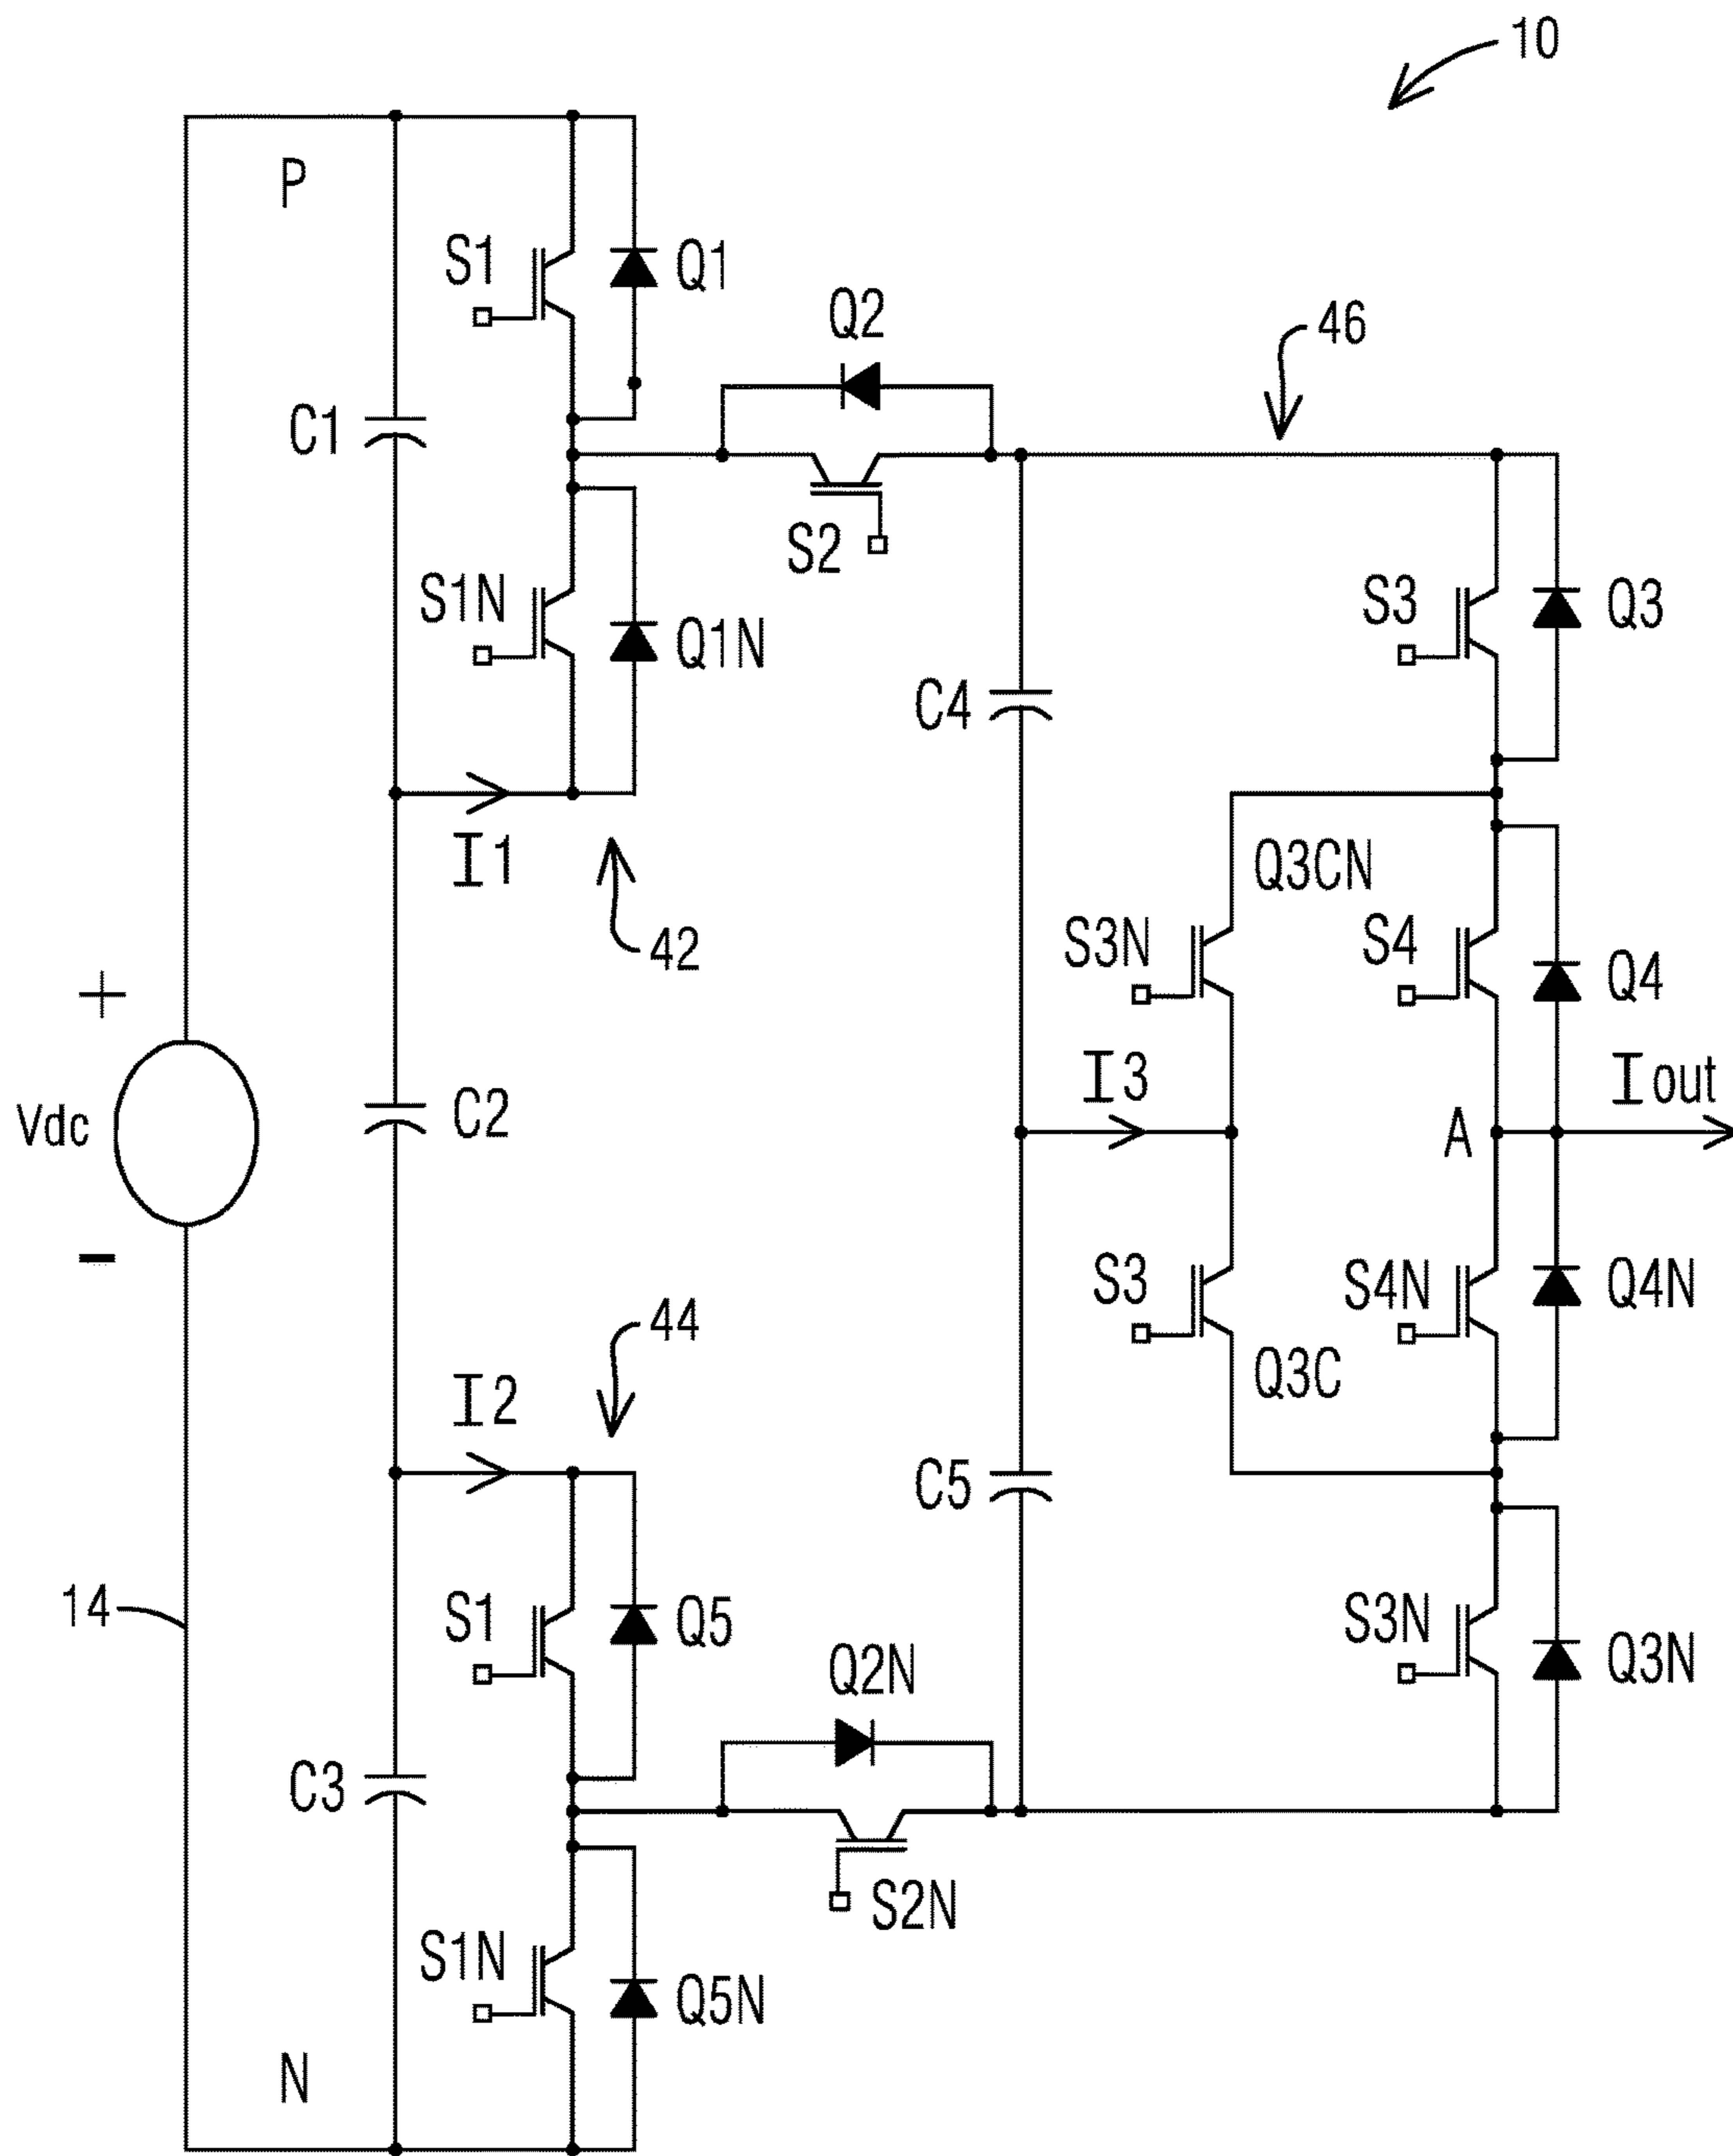 10
P
S1
Q1
Q2
46
C1
S2
S1N
Q1N
S3
Q3
C4
I1
Q3CN
42
S3N
S4
Q4
+
I3
Iout
Vdc
C2
A
-
S3
S4N
Q4N
44
I2
Q3C
C5
14
S1
Q5
Q2N
S3N
Q3N
C3
S2N
S1N
Q5N
N